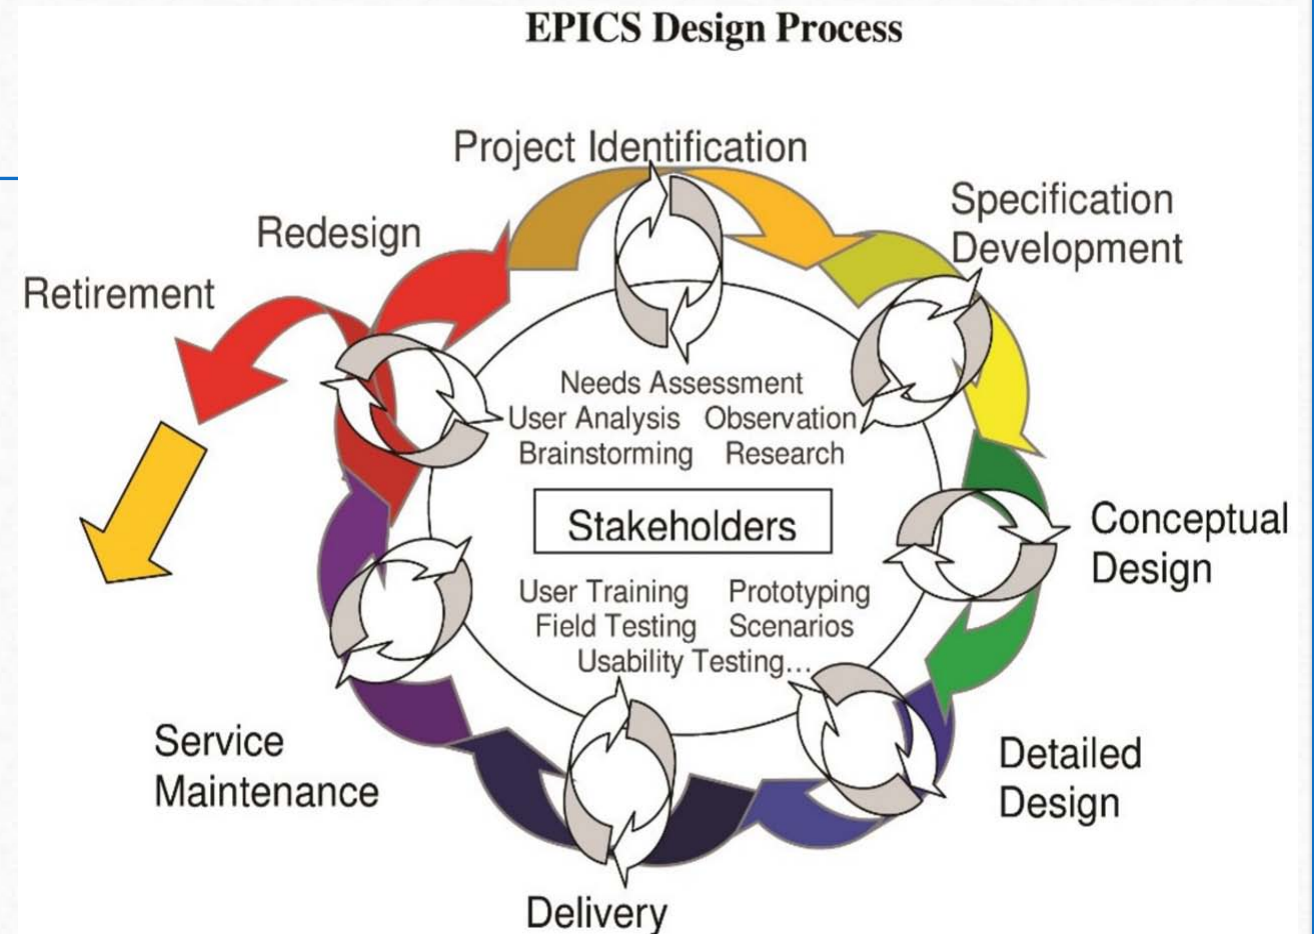 EPICS Design Process
Project Identification
Specification
Development
Redesign
Retirement
Needs Assessment
User Analysis Observation
Brainstorming Research
Stakeholders
Conceptual
Design
User Training Prototyping
Field Testing Scenarios
Usability Testing...
Service
Maintenance
Detailed
Design
Delivery